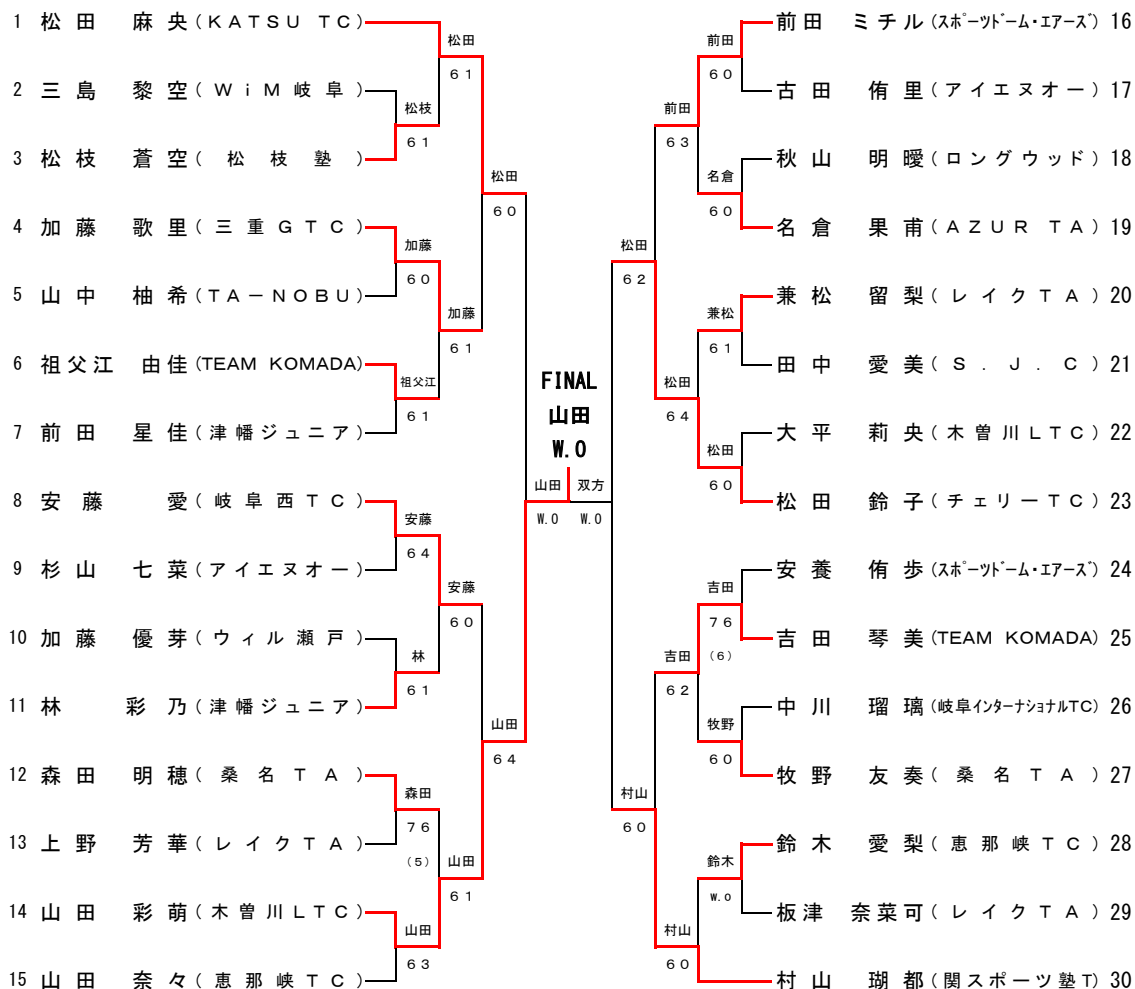 1 松田 麻央 (KATSU TC)
2 三島 黎空 (WiM岐阜)
3 松枝 蒼空 (松枝塾)
4 加藤 歌里 (三重GTC)
5 山中 柚希 (TA-NOBU)
6 祖父江 由佳 (TEAM KOMADA)
7 前田 星佳 (津幡ジュニア)
8 安藤 愛 (岐阜西TC)
9 杉山 七菜 (アイエヌオー)
10 加藤 優芽 (ウィル瀬戸)
11 林 彩乃 (津幡ジュニア)
12 森田 明穂 (桑名TA)
13 上野 芳華 (レイクTA)
14 山田 彩萌 (木曽川LTC)
15 山田 奈々 (恵那峡TC)
松枝
61
加藤
60
祖父江
61
安藤
64
林
61
森田
76
(5)
山田
63
松田
61
加藤
61
安藤
60
山田
61
松田
60
山田
64
FINAL
山田
W.0
山田 双方
W.0 W.0
松田
62
村山
60
前田
63
松田
64
吉田
62
村山
60
前田
60
名倉
60
兼松
61
松田
60
吉田
76
(6)
牧野
60
鈴木
W.0
前田 ミチル (スポーツドーム・エアーズ) 16
古田 侑里 (アイエヌオー) 17
秋山 明曖 (ロングウッド) 18
名倉 果甫 (AZUR TA) 19
兼松 留梨 (レイクTA) 20
田中 愛美 (S.J.C) 21
大平 莉央 (木曽川LTC) 22
松田 鈴子 (チェリーTC) 23
安養 侑歩 (スポーツドーム・エアーズ) 24
吉田 琴美 (TEAM KOMADA) 25
中川 瑠璃 (岐阜インターナショナルTC) 26
牧野 友奏 (桑名TA) 27
鈴木 愛梨 (恵那峡TC) 28
板津 奈菜可 (レイクTA) 29
村山 瑚都 (関スポーツ塾T) 30